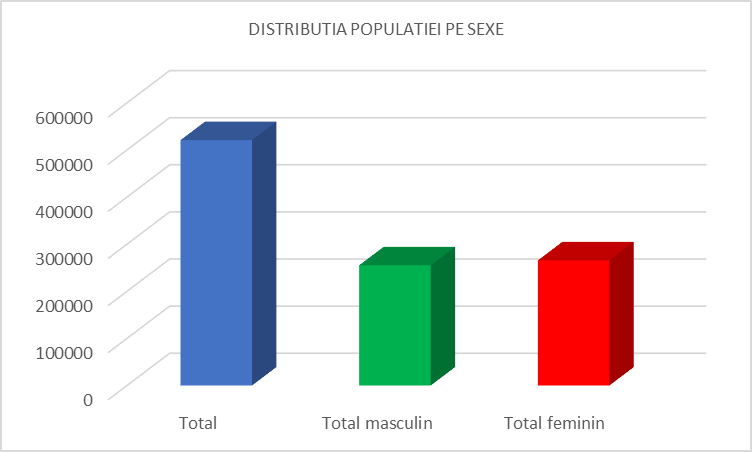 DISTRIBUTIA POPULATIEI PE SEXE
600000
500000
400000
300000
200000
100000
0
Total
Total masculin
Total feminin